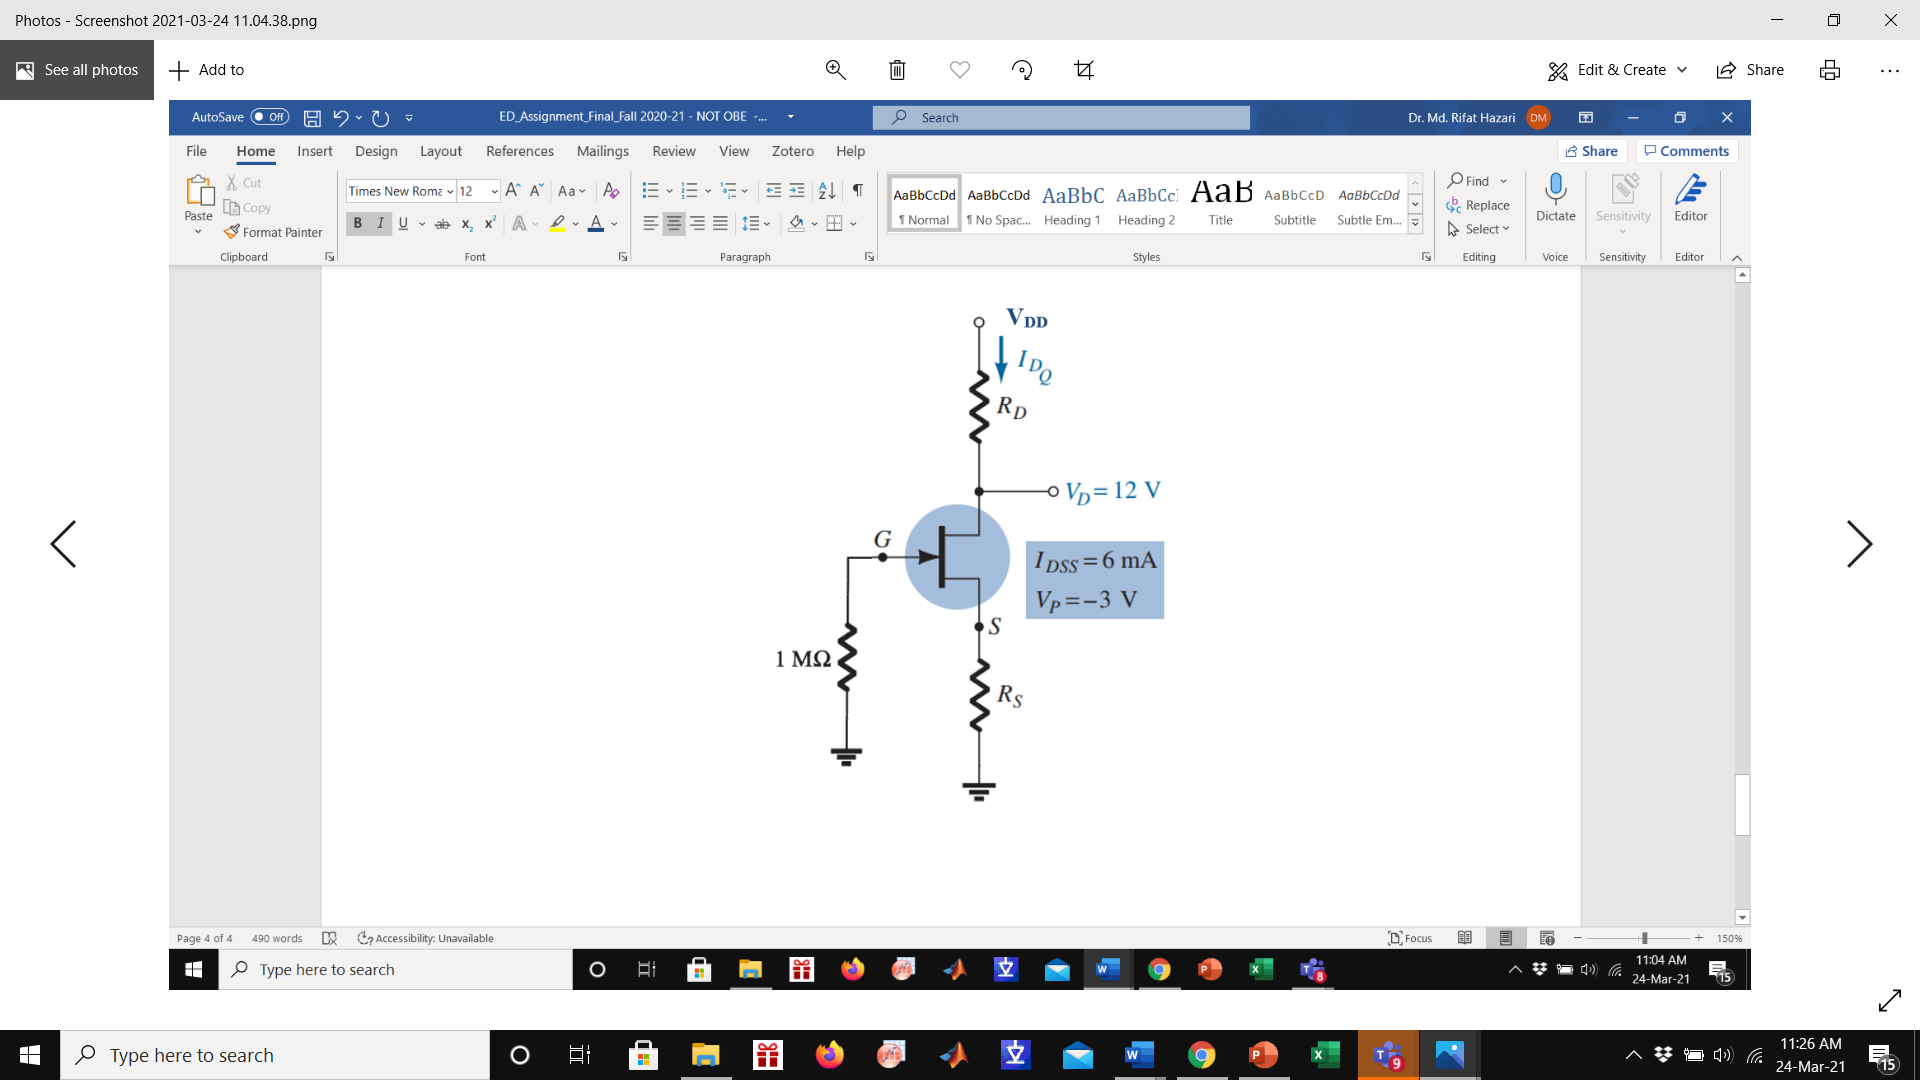 Photos - Screenshot 2021-03-24 11.04.38.png
See all photos
Add to
Edit & Create
Share
AutoSave Off
ED_Assignment_Final_Fall 2020-21 - NOT OBE -...
Search
Dr. Md. Rifat Hazari DM
File Home Insert Design Layout References Mailings Review View Zotero Help
Share Comments
Paste
Cut
Copy
Format Painter
Clipboard
Times New Roma 12
Font
Paragraph
AaBbCcDd AaBbCcDd AaBbC AaBbCc AaB AaBbCcD AaBbCcDd
¶ Normal ¶ No Spac... Heading 1 Heading 2 Title Subtitle Subtle Em...
Styles
Find
Replace
Select
Editing
Dictate
Voice
Sensitivity
Sensitivity
Editor
Editor
VDD
IDQ
RD
VD = 12 V
G
IDSS = 6 mA
VP = −3 V
S
1 MΩ
RS
Page 4 of 4 490 words Accessibility: Unavailable
Focus
150%
Type here to search
8
11:04 AM
24-Mar-21
15
Type here to search
9
11:26 AM
24-Mar-21
15